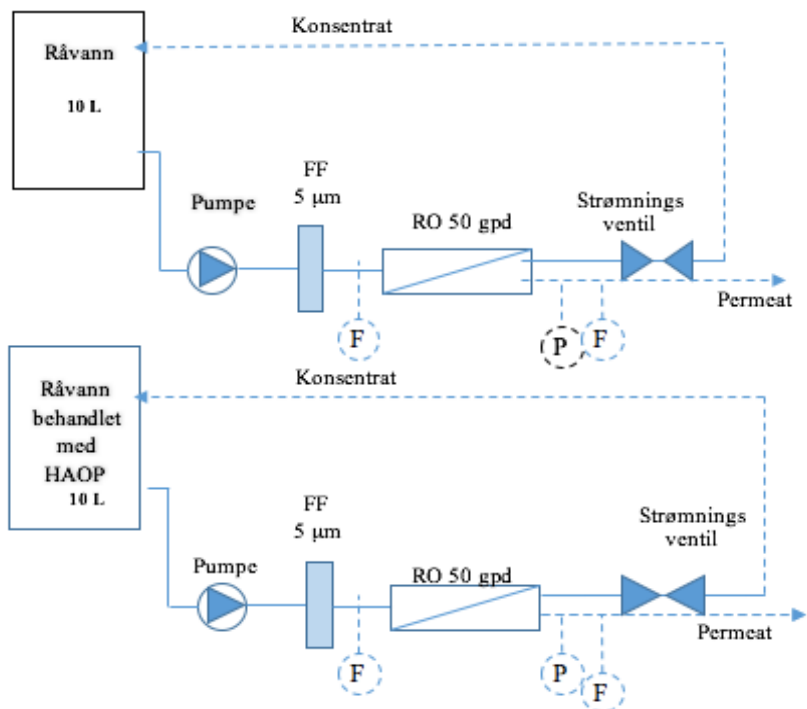 Konsentrat
Råvann
10 L
FF
5 µm
Pumpe
RO 50 gpd
Strømnings
ventil
Permeat
F
P
F
Konsentrat
Råvann
behandlet
med
HAOP
10 L
FF
5 µm
Pumpe
RO 50 gpd
Strømnings
ventil
Permeat
F
P
F